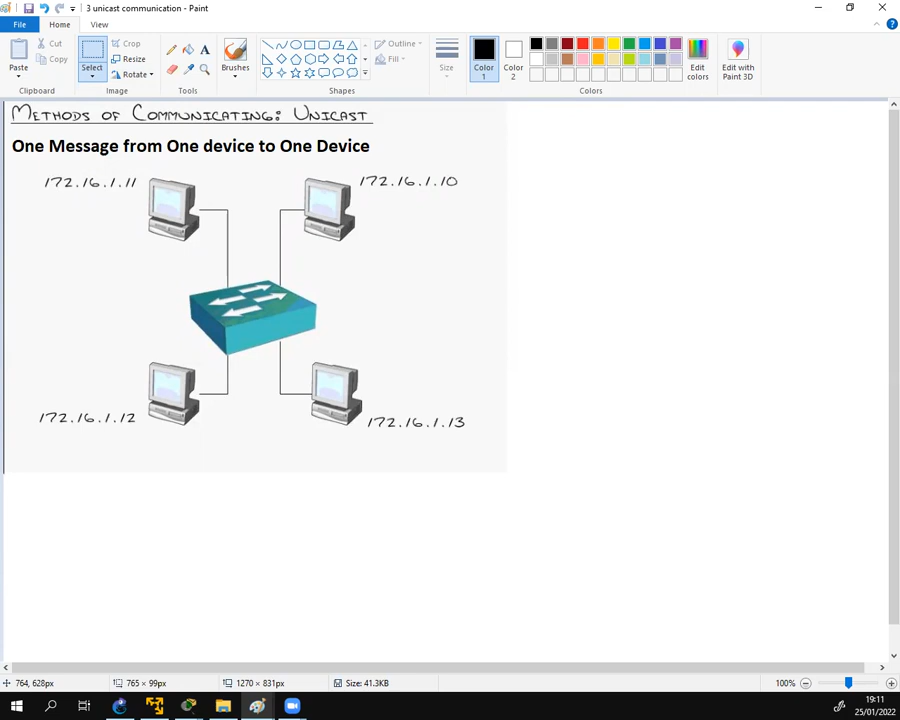 3 unicast communication - Paint
File
Home
View
Paste
Cut
Copy
Clipboard
Select
Crop
Resize
Rotate
Image
Tools
Brushes
Shapes
Outline
Fill
Size
Color 1
Color 2
Edit colors
Edit with Paint 3D
Colors
METHODS OF COMMUNICATING: UNICAST
One Message from One device to One Device
172.16.1.11
172.16.1.10
172.16.1.12
172.16.1.13
764, 628px
765 × 99px
1270 × 831px
Size: 41.3KB
100%
19:11
25/01/2022